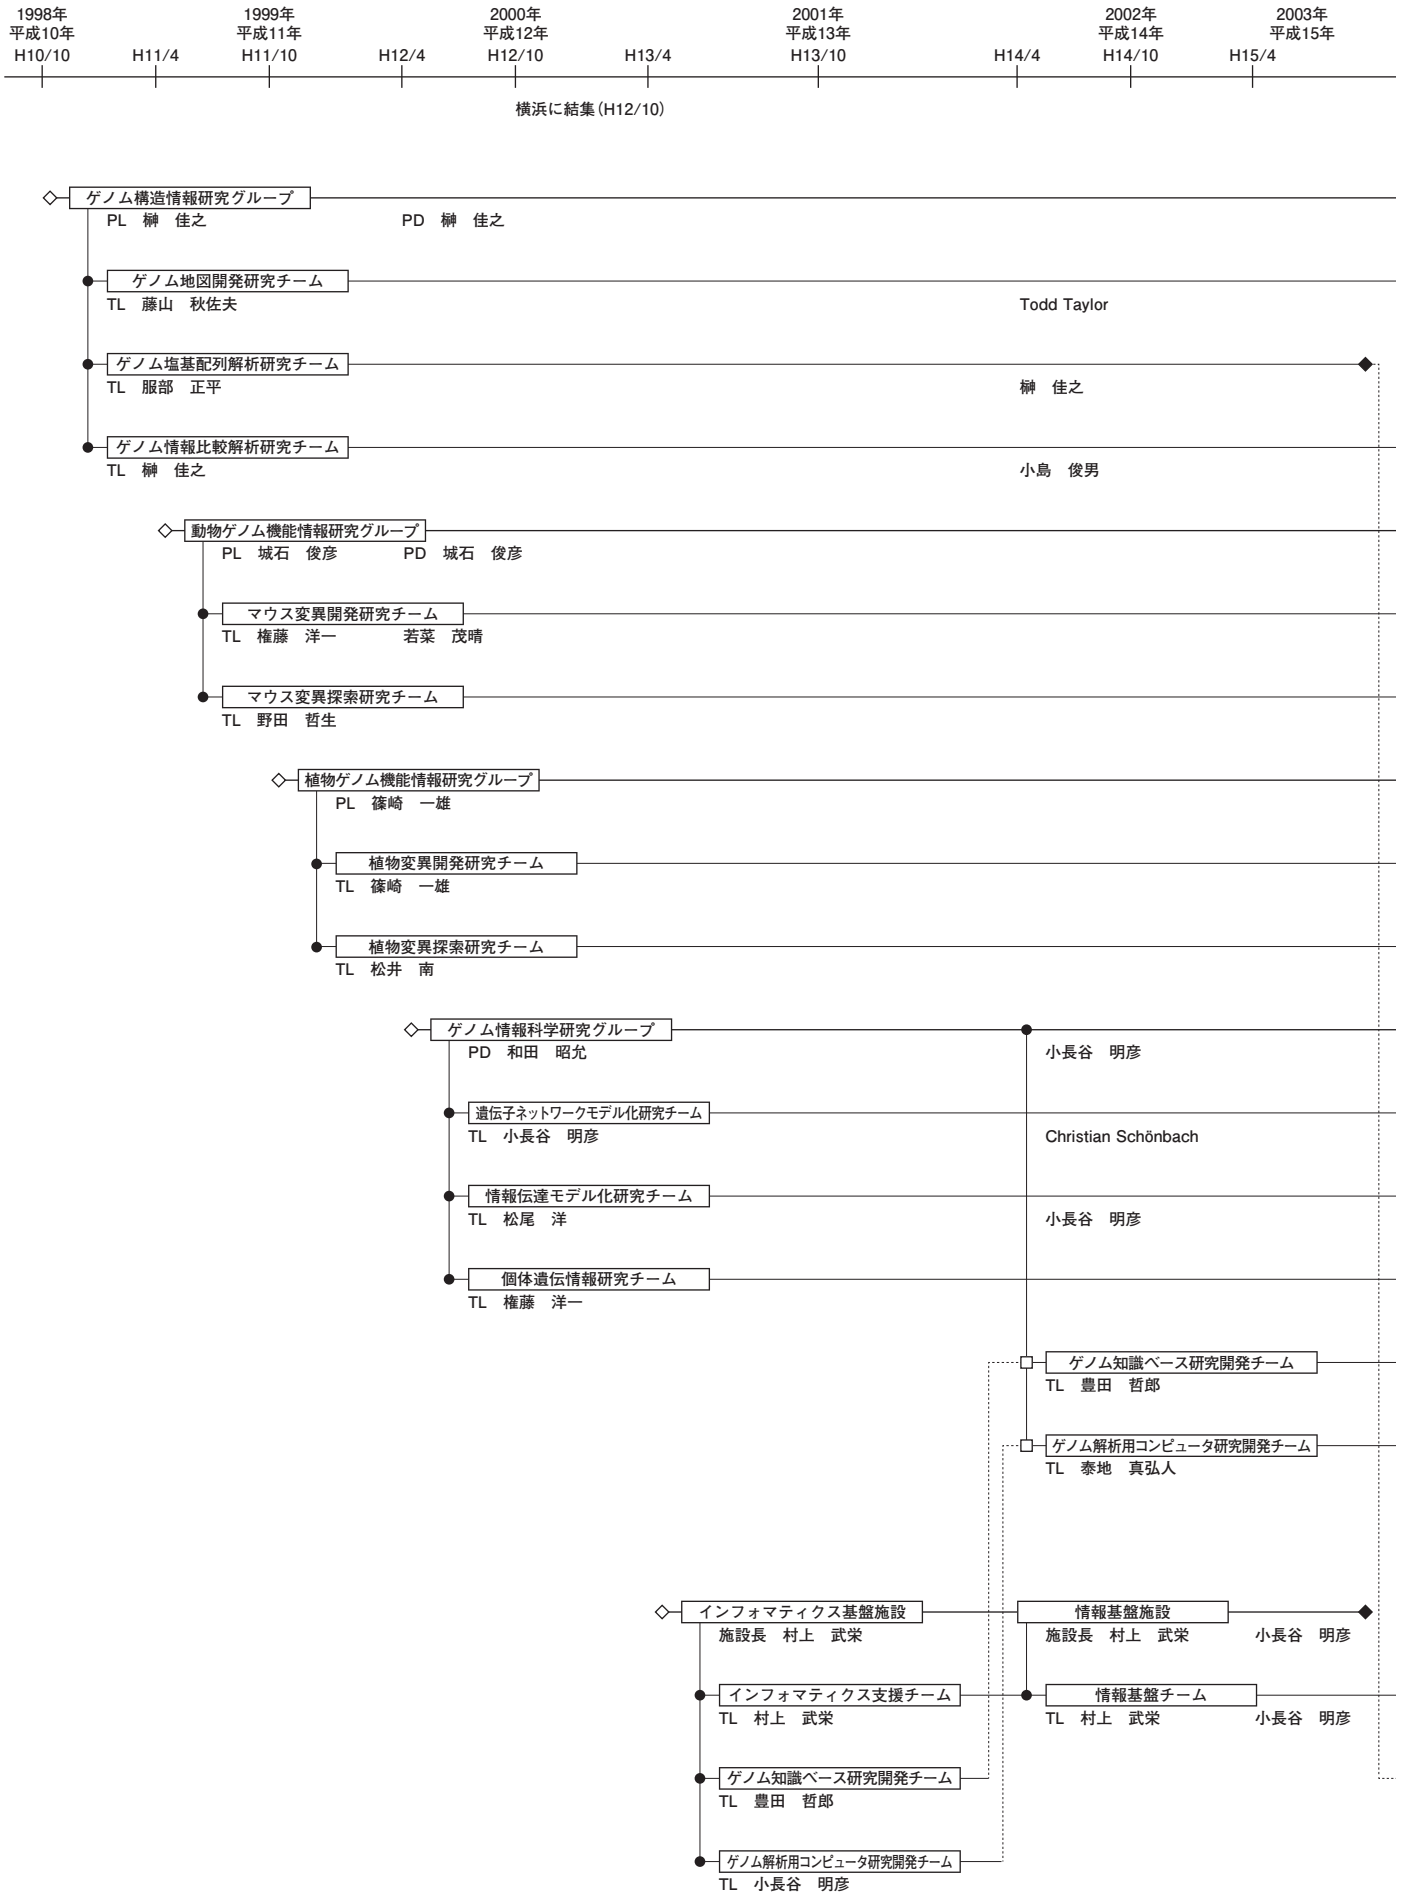 1998年 1999年 2000年 2001年 2002年 2003年
平成10年 平成11年 平成12年 平成13年 平成14年 平成15年
H10/10 H11/4 H11/10 H12/4 H12/10 H13/4 H13/10 H14/4 H14/10 H15/4
横浜に結集(H12/10)
ゲノム構造情報研究グループ
PL 榊 佳之 PD 榊 佳之
ゲノム地図開発研究チーム
TL 藤山 秋佐夫 Todd Taylor
ゲノム塩基配列解析研究チーム
TL 服部 正平 榊 佳之
ゲノム情報比較解析研究チーム
TL 榊 佳之 小島 俊男
動物ゲノム機能情報研究グループ
PL 城石 俊彦 PD 城石 俊彦
マウス変異開発研究チーム
TL 権藤 洋一 若菜 茂晴
マウス変異探索研究チーム
TL 野田 哲生
植物ゲノム機能情報研究グループ
PL 篠崎 一雄
植物変異開発研究チーム
TL 篠崎 一雄
植物変異探索研究チーム
TL 松井 南
ゲノム情報科学研究グループ
PD 和田 昭允 小長谷 明彦
遺伝子ネットワークモデル化研究チーム
TL 小長谷 明彦 Christian Schönbach
情報伝達モデル化研究チーム
TL 松尾 洋 小長谷 明彦
個体遺伝情報研究チーム
TL 権藤 洋一
ゲノム知識ベース研究開発チーム
TL 豊田 哲郎
ゲノム解析用コンピュータ研究開発チーム
TL 泰地 真弘人
インフォマティクス基盤施設 情報基盤施設
施設長 村上 武栄 施設長 村上 武栄 小長谷 明彦
インフォマティクス支援チーム 情報基盤チーム
TL 村上 武栄 TL 村上 武栄 小長谷 明彦
ゲノム知識ベース研究開発チーム
TL 豊田 哲郎
ゲノム解析用コンピュータ研究開発チーム
TL 小長谷 明彦